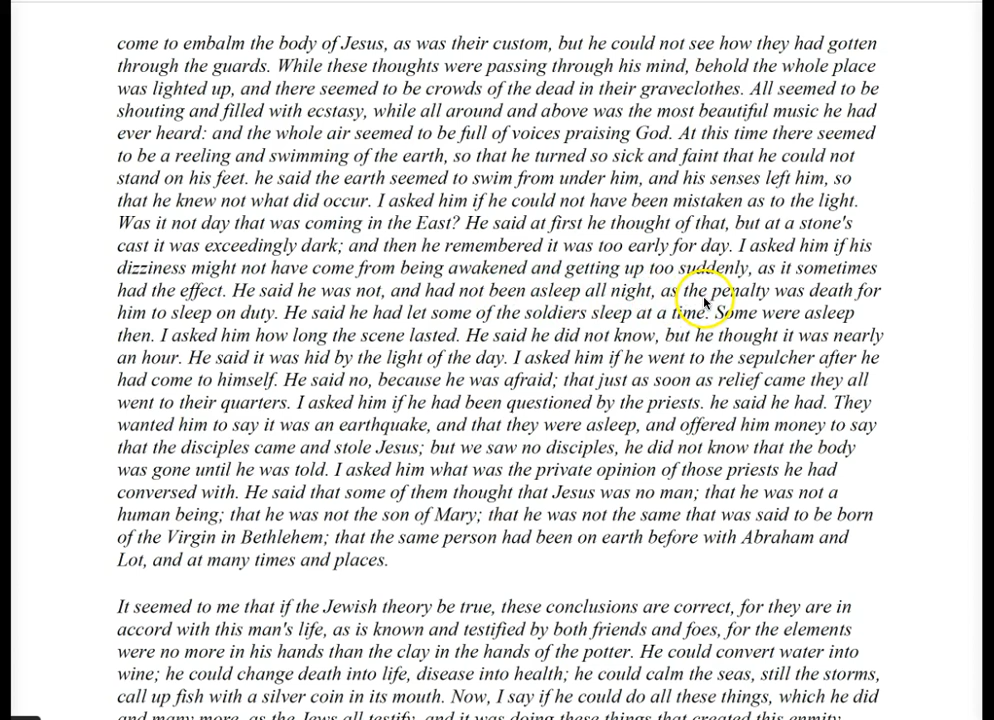 come to embalm the body of Jesus, as was their custom, but he could not see how they had gotten
through the guards. While these thoughts were passing through his mind, behold the whole place
was lighted up, and there seemed to be crowds of the dead in their graveclothes. All seemed to be
shouting and filled with ecstasy, while all around and above was the most beautiful music he had
ever heard: and the whole air seemed to be full of voices praising God. At this time there seemed
to be a reeling and swimming of the earth, so that he turned so sick and faint that he could not
stand on his feet. he said the earth seemed to swim from under him, and his senses left him, so
that he knew not what did occur. I asked him if he could not have been mistaken as to the light.
Was it not day that was coming in the East? He said at first he thought of that, but at a stone's
cast it was exceedingly dark; and then he remembered it was too early for day. I asked him if his
dizziness might not have come from being awakened and getting up too suddenly, as it sometimes
had the effect. He said he was not, and had not been asleep all night, as the penalty was death for
him to sleep on duty. He said he had let some of the soldiers sleep at a time. Some were asleep
then. I asked him how long the scene lasted. He said he did not know, but he thought it was nearly
an hour. He said it was hid by the light of the day. I asked him if he went to the sepulcher after he
had come to himself. He said no, because he was afraid; that just as soon as relief came they all
went to their quarters. I asked him if he had been questioned by the priests. he said he had. They
wanted him to say it was an earthquake, and that they were asleep, and offered him money to say
that the disciples came and stole Jesus; but we saw no disciples, he did not know that the body
was gone until he was told. I asked him what was the private opinion of those priests he had
conversed with. He said that some of them thought that Jesus was no man; that he was not a
human being; that he was not the son of Mary; that he was not the same that was said to be born
of the Virgin in Bethlehem; that the same person had been on earth before with Abraham and
Lot, and at many times and places.
It seemed to me that if the Jewish theory be true, these conclusions are correct, for they are in
accord with this man's life, as is known and testified by both friends and foes, for the elements
were no more in his hands than the clay in the hands of the potter. He could convert water into
wine; he could change death into life, disease into health; he could calm the seas, still the storms,
call up fish with a silver coin in its mouth. Now, I say if he could do all these things, which he did
and many more, as the Jews all testify, and it was doing these things that created this enmity